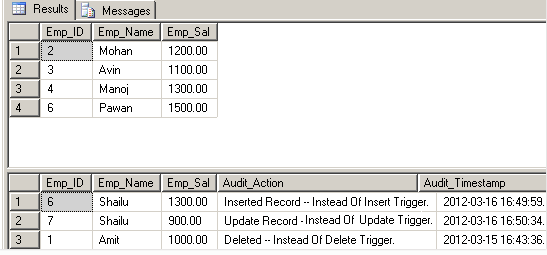 Results Messages
Emp_ID Emp_Name Emp_Sal
1 2 Mohan 1200.00
2 3 Avin 1100.00
3 4 Manoj 1300.00
4 6 Pawan 1500.00
Emp_ID Emp_Name Emp_Sal Audit_Action Audit_Timestamp
1 6 Shailu 1300.00 Inserted Record -- Instead Of Insert Trigger. 2012-03-16 16:49:59.
2 7 Shailu 900.00 Update Record - Instead Of Update Trigger. 2012-03-16 16:50:34.
3 1 Amit 1000.00 Deleted -- Instead Of Delete Trigger. 2012-03-15 16:43:36.